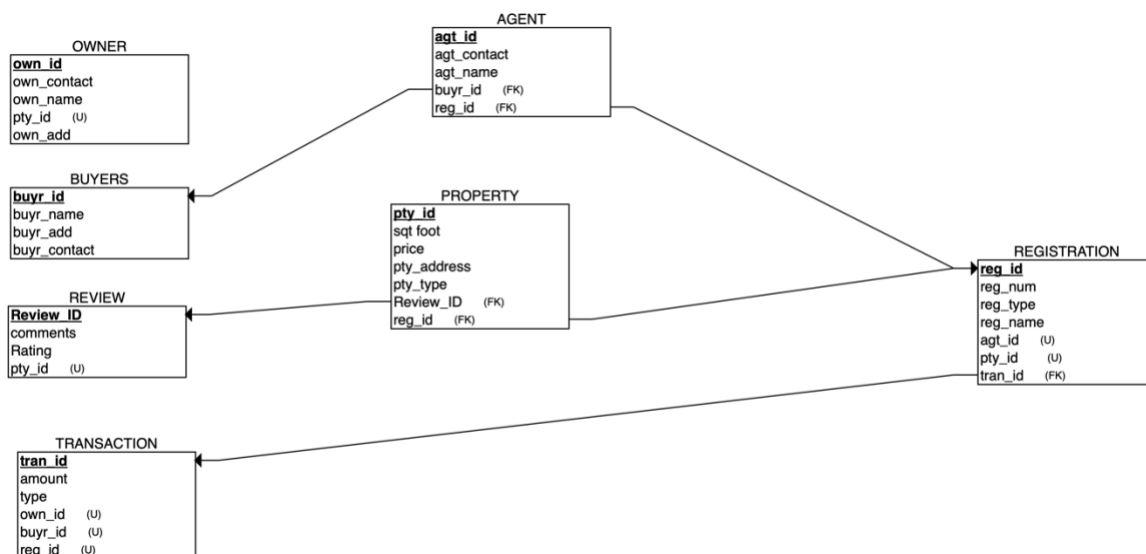 OWNER
own_id
own_contact
own_name
pty_id (U)
own_add
AGENT
agt_id
agt_contact
agt_name
buyr_id (FK)
reg_id (FK)
BUYERS
buyr_id
buyr_name
buyr_add
buyr_contact
PROPERTY
pty_id
sqt foot
price
pty_address
pty_type
Review_ID (FK)
reg_id (FK)
REGISTRATION
reg_id
reg_num
reg_type
reg_name
agt_id (U)
pty_id (U)
tran_id (FK)
REVIEW
Review_ID
comments
Rating
pty_id (U)
TRANSACTION
tran_id
amount
type
own_id (U)
buyr_id (U)
reg_id (U)